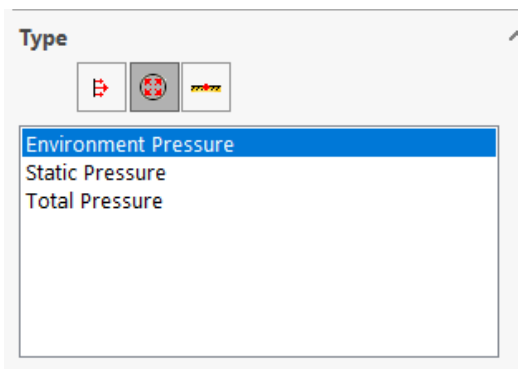 Type
Environment Pressure
Static Pressure
Total Pressure